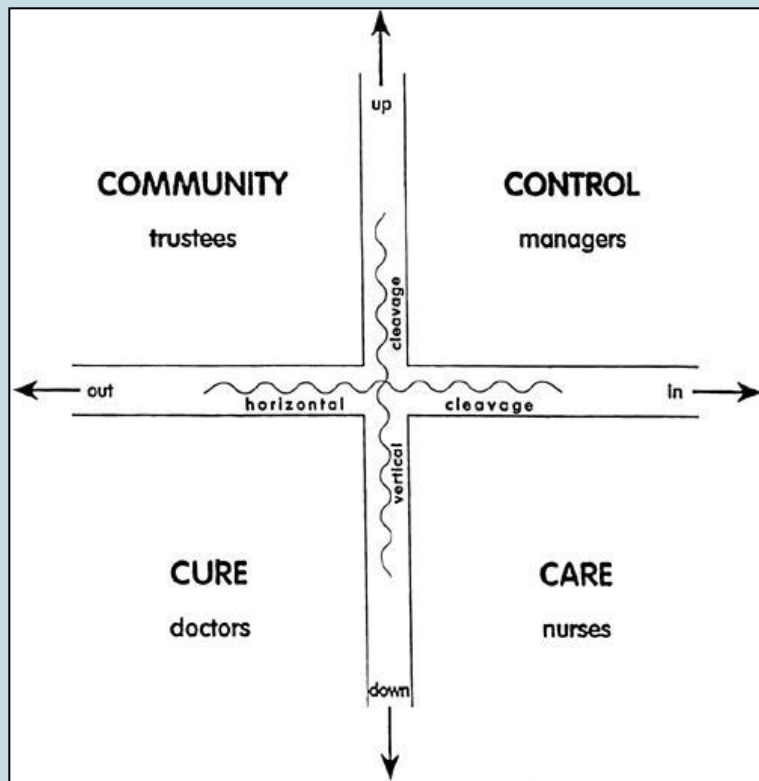 up
COMMUNITY
trustees
CONTROL
managers
cleavage
out
in
horizontal cleavage
vertical
CURE
doctors
CARE
nurses
down